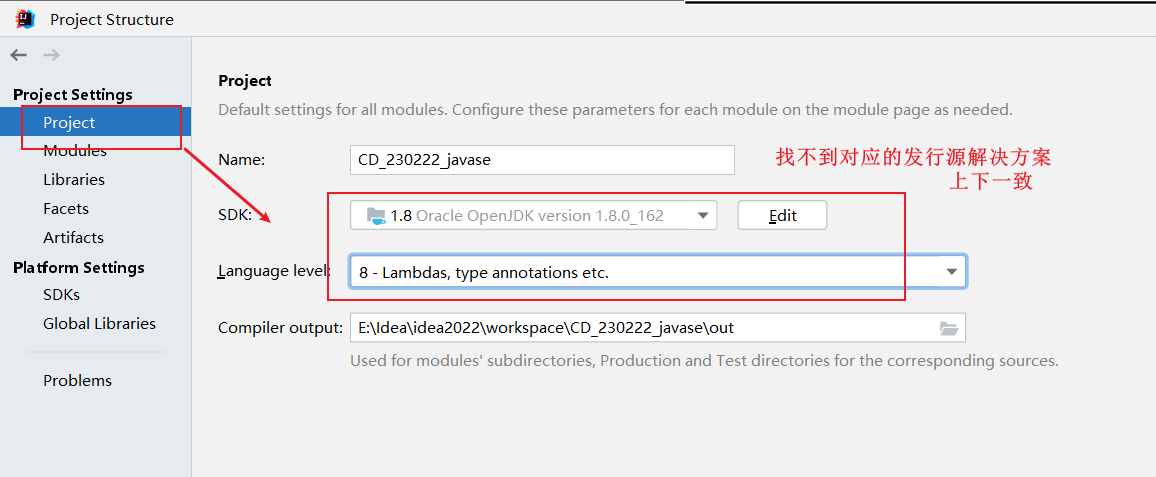 Project Structure
Project Settings
Project
Modules
Libraries
Facets
Artifacts
Platform Settings
SDKs
Global Libraries
Problems
Project
Default settings for all modules. Configure these parameters for each module on the module page as needed.
Name: CD_230222_javase
找不到对应的发行源解决方案
上下一致
SDK: 1.8 Oracle OpenJDK version 1.8.0_162 Edit
Language level: 8 - Lambdas, type annotations etc.
Compiler output: E:\Idea\idea2022\workspace\CD_230222_javase\out
Used for modules' subdirectories, Production and Test directories for the corresponding sources.